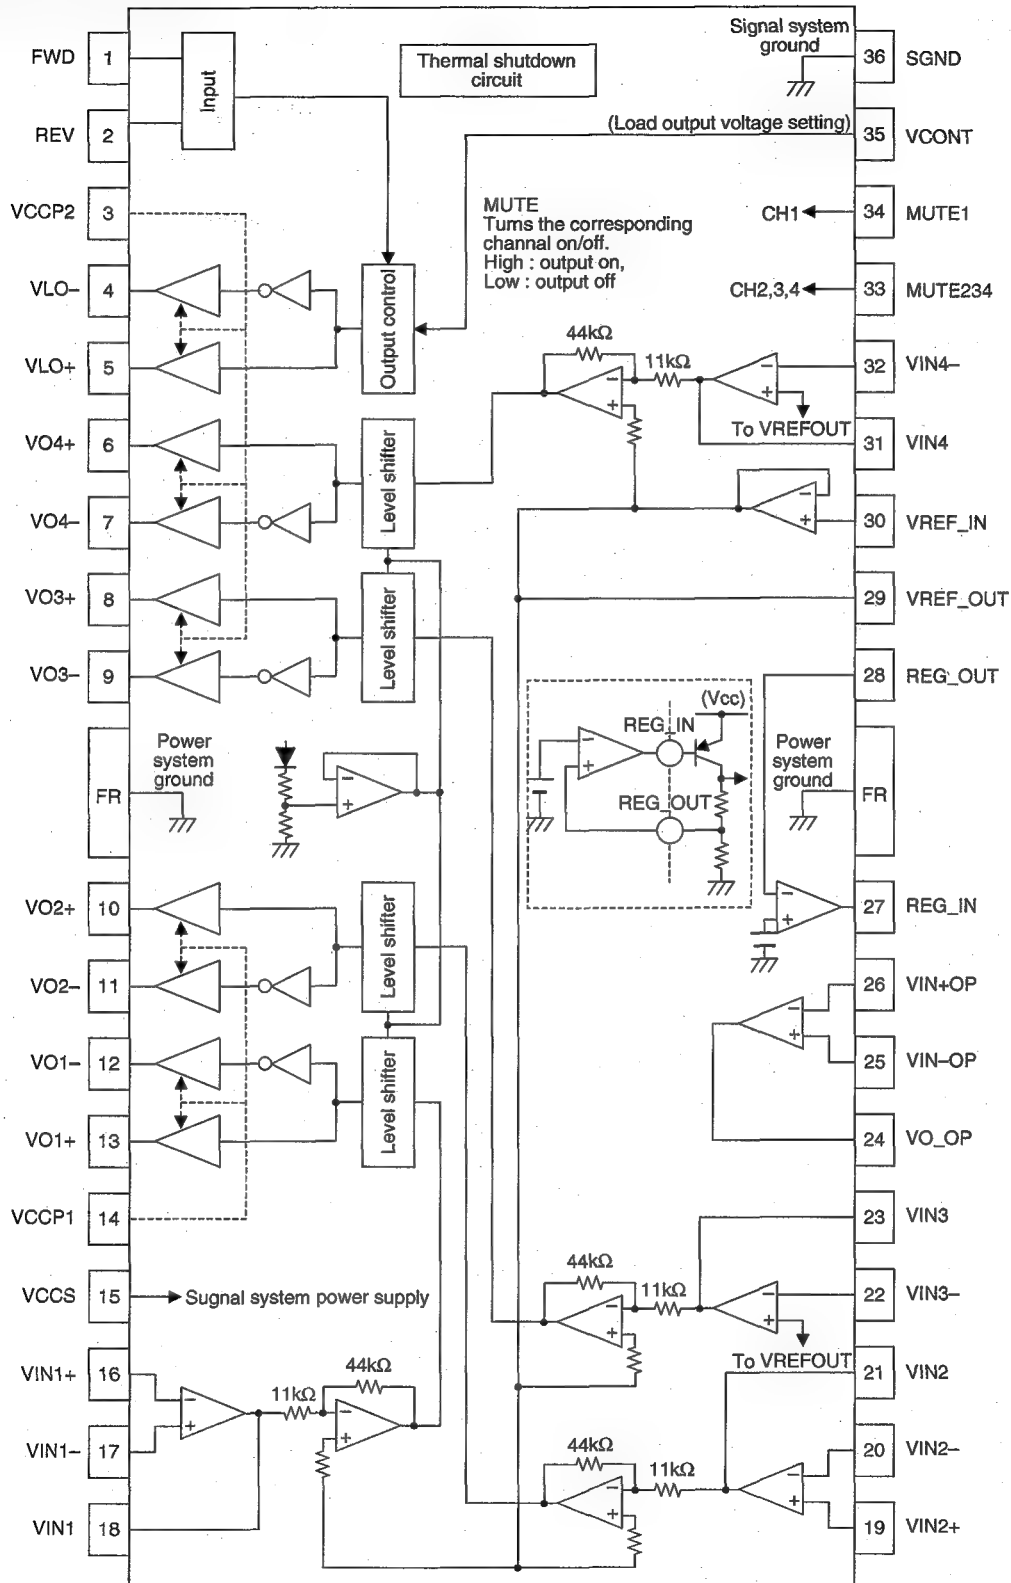 FWD 1
REV 2
VCCP2 3
VLO− 4
VLO+ 5
VO4+ 6
VO4− 7
VO3+ 8
VO3− 9
FR
VO2+ 10
VO2− 11
VO1− 12
VO1+ 13
VCCP1 14
VCCS 15
VIN1+ 16
VIN1− 17
VIN1 18
Input
Thermal shutdown
circuit
Signal system
ground
(Load output voltage setting)
MUTE
Turns the corresponding
channel on/off.
High : output on,
Low : output off
CH1
CH2,3,4
Output control
Level shifter
Level shifter
44kΩ
11kΩ
−
+
−
+
To VREFOUT
−
+
Power
system
ground
−
+
REG_IN
(Vcc)
−
+
REG_OUT
Power
system
ground
−
+
Level shifter
Level shifter
−
+
Sugnal system power supply
44kΩ
11kΩ
−
+
−
+
To VREFOUT
−
+
11kΩ
44kΩ
−
+
44kΩ
11kΩ
−
+
−
+
36 SGND
35 VCONT
34 MUTE1
33 MUTE234
32 VIN4−
31 VIN4
30 VREF_IN
29 VREF_OUT
28 REG_OUT
FR
27 REG_IN
26 VIN+OP
25 VIN−OP
24 VO_OP
23 VIN3
22 VIN3−
21 VIN2
20 VIN2−
19 VIN2+